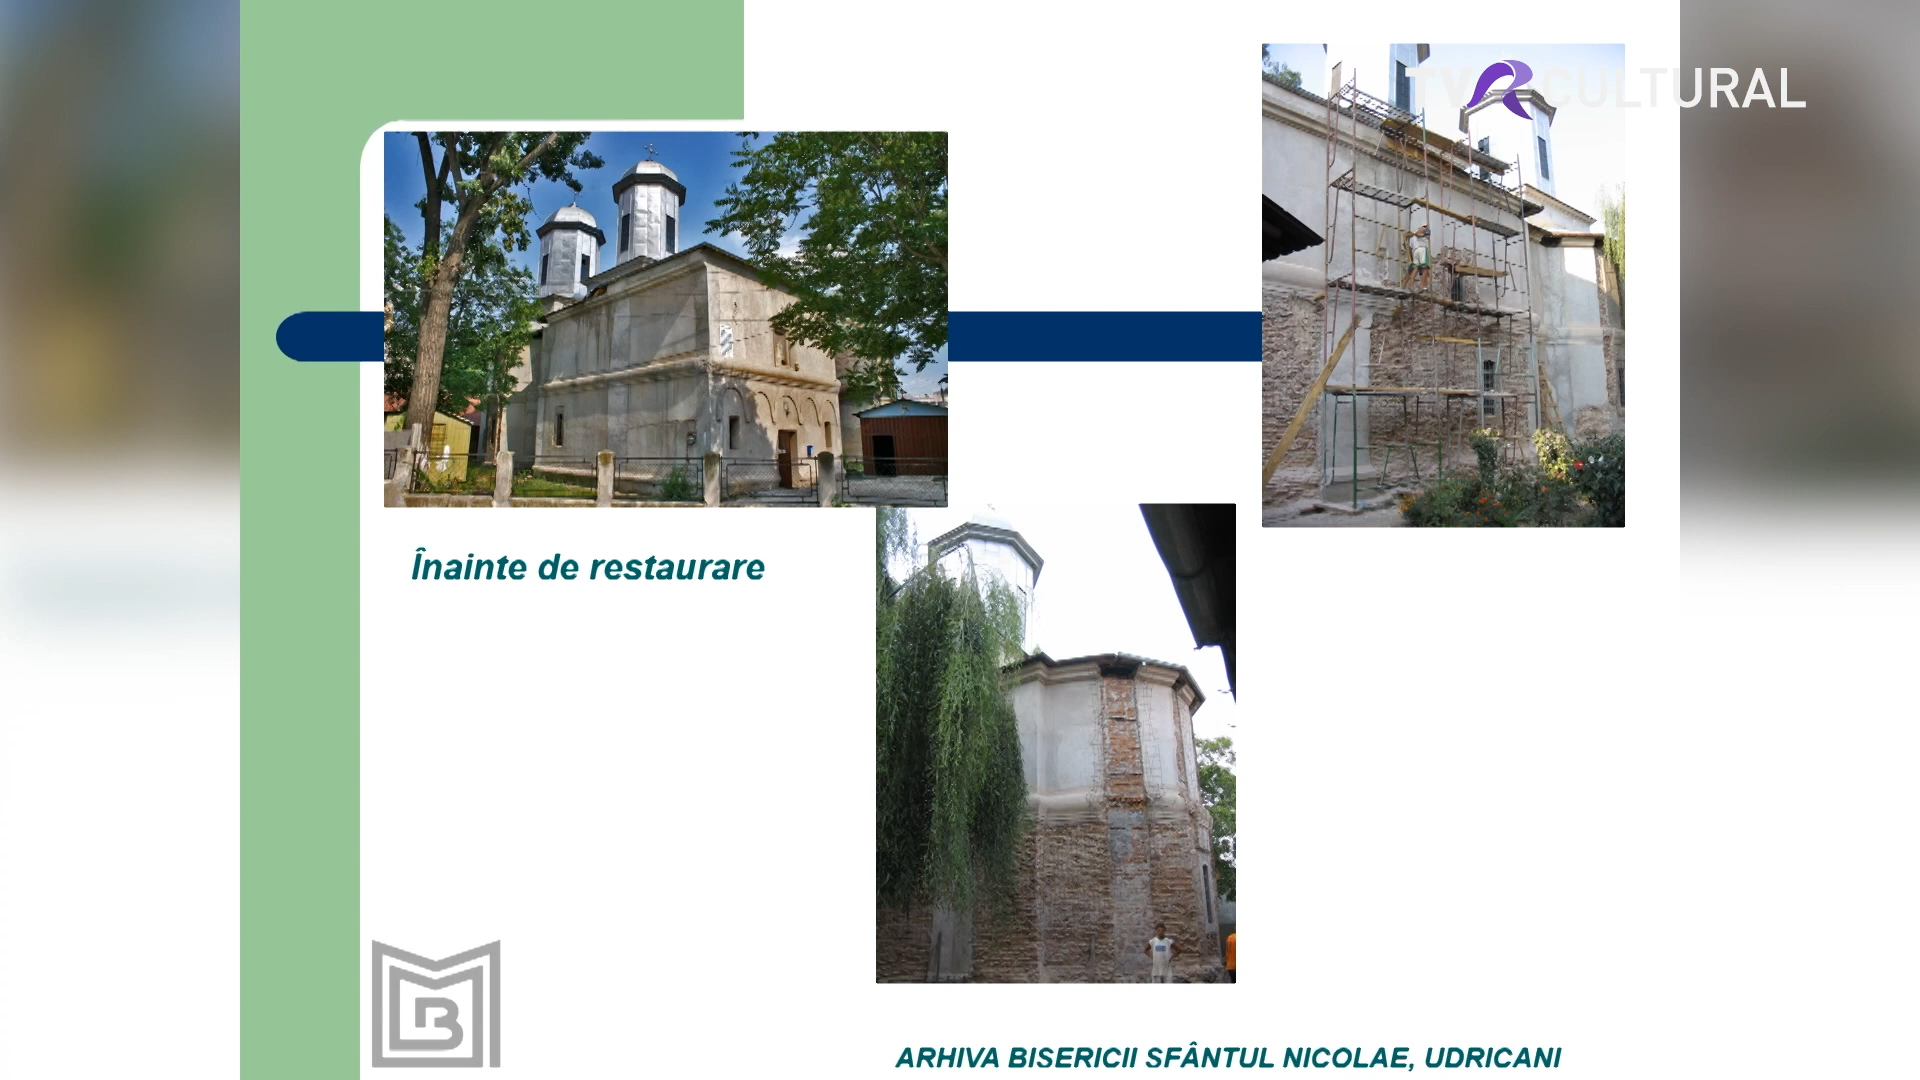 TVR CULTURAL
Înainte de restaurare
ARHIVA BISERICII SFÂNTUL NICOLAE, UDRICANI